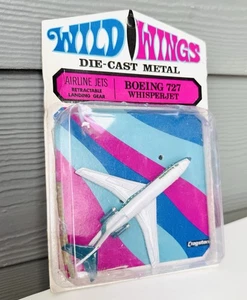 WILD WINGS
DIE-CAST METAL
AIRLINE JETS
RETRACTABLE
LANDING GEAR
BOEING 727
WHISPERJET